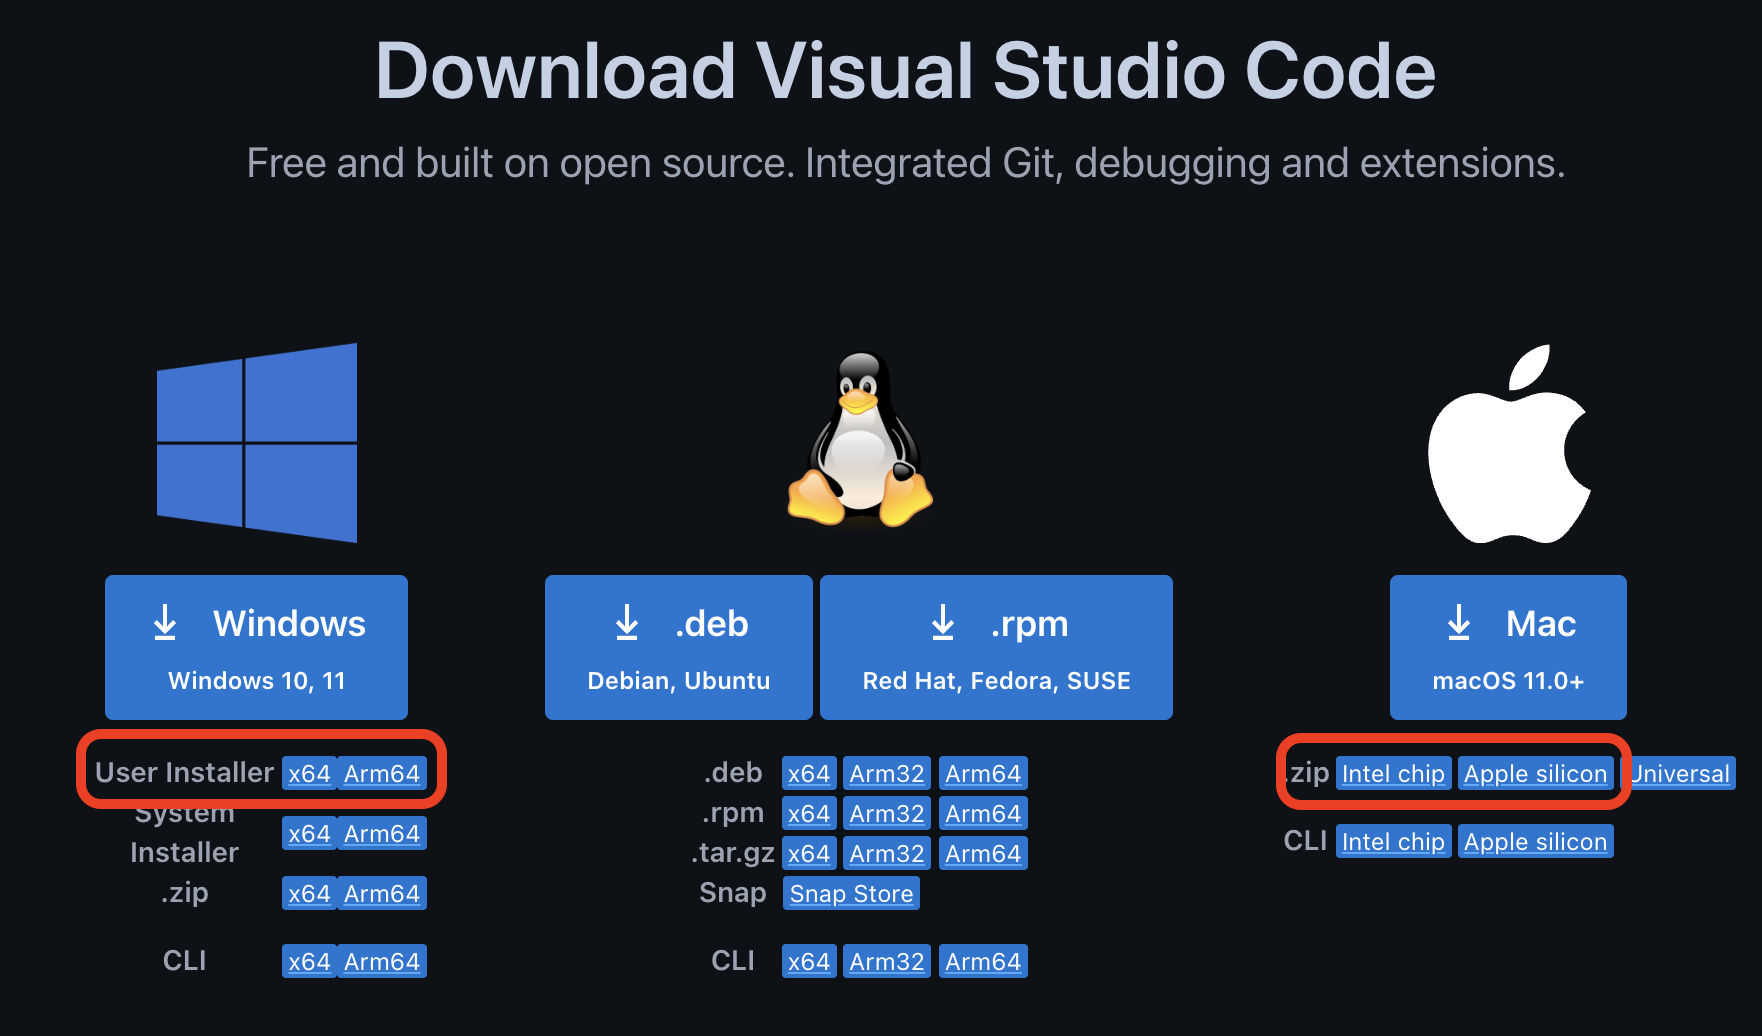 Download Visual Studio Code
Free and built on open source. Integrated Git, debugging and extensions.
Windows
Windows 10, 11
User Installer x64 Arm64
System
Installer x64 Arm64
.zip x64 Arm64
CLI x64 Arm64
.deb
Debian, Ubuntu
.rpm
Red Hat, Fedora, SUSE
.deb x64 Arm32 Arm64
.rpm x64 Arm32 Arm64
.tar.gz x64 Arm32 Arm64
Snap Snap Store
CLI x64 Arm32 Arm64
Mac
macOS 11.0+
.zip Intel chip Apple silicon Universal
CLI Intel chip Apple silicon